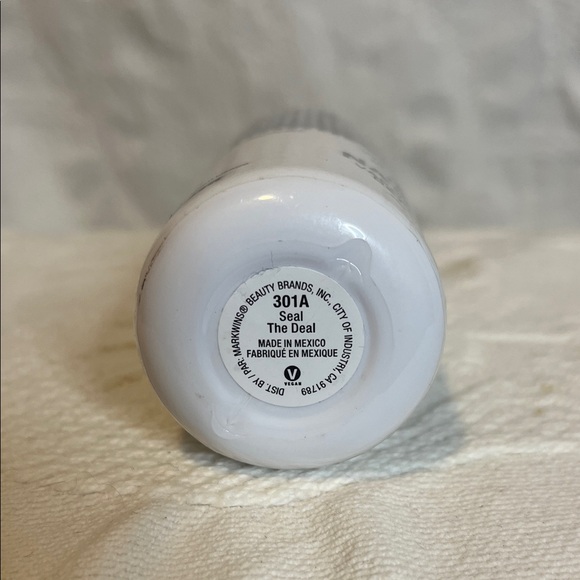 DIST. BY / PAR: MARKWINS® BEAUTY BRANDS, INC., CITY OF INDUSTRY, CA 91789
301A
Seal
The Deal
MADE IN MEXICO
FABRIQUÉ EN MEXIQUE
V
VEGAN